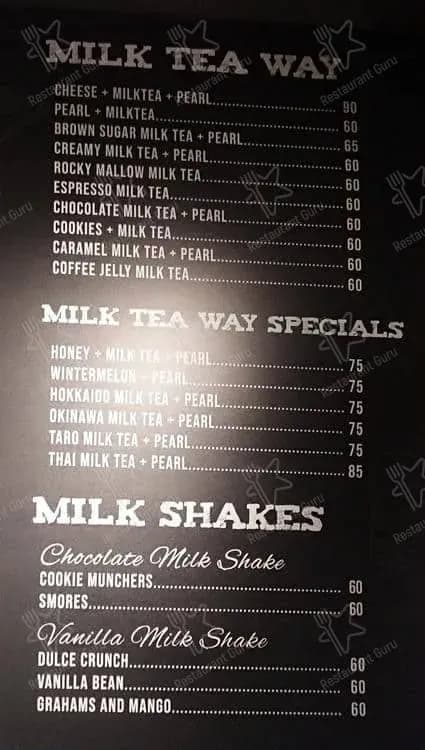 MILK TEA WAY
CHEESE + MILKTEA + PEARL 90
PEARL + MILKTEA 60
BROWN SUGAR MILK TEA + PEARL 65
CREAMY MILK TEA + PEARL 60
ROCKY MALLOW MILK TEA 60
ESPRESSO MILK TEA 60
CHOCOLATE MILK TEA + PEARL 60
COOKIES + MILK TEA 60
CARAMEL MILK TEA + PEARL 60
COFFEE JELLY MILK TEA 60
MILK TEA WAY SPECIALS
HONEY + MILK TEA + PEARL 75
WINTERMELON + PEARL 75
HOKKAIDO MILK TEA + PEARL 75
OKINAWA MILK TEA + PEARL 75
TARO MILK TEA + PEARL 75
THAI MILK TEA + PEARL 85
MILK SHAKES
Chocolate Milk Shake
COOKIE MUNCHERS 60
SMORES 60
Vanilla Milk Shake
DULCE CRUNCH 60
VANILLA BEAN 60
GRAHAMS AND MANGO 60
Restaurant Guru